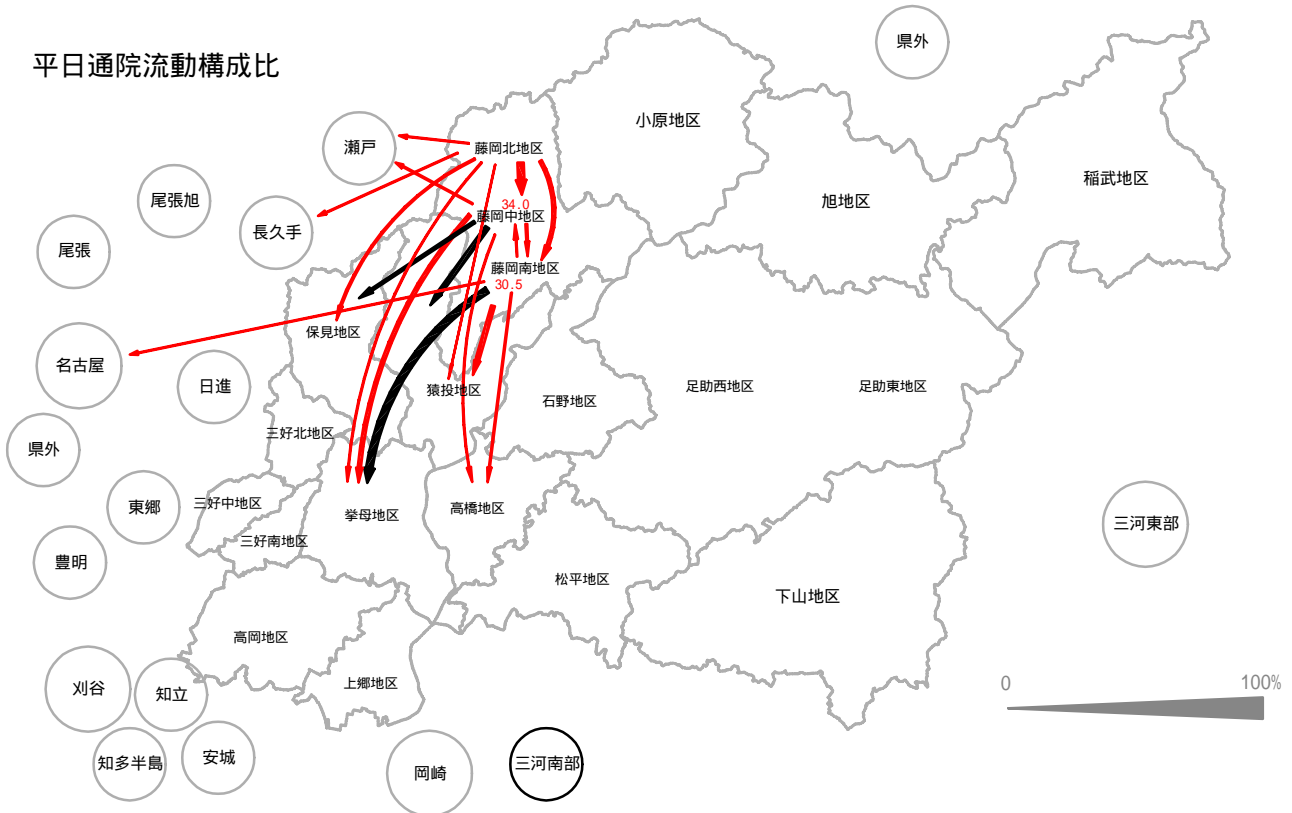 平日通院流動構成比
県外
小原地区
瀬戸
藤岡北地区
稲武地区
尾張旭
旭地区
34.0
藤岡中地区
長久手
尾張
藤岡南地区
30.5
保見地区
名古屋
日進
猿投地区
石野地区
足助西地区
足助東地区
三好北地区
県外
三好中地区
東郷
挙母地区
高橋地区
三河東部
三好南地区
豊明
松平地区
下山地区
高岡地区
上郷地区
刈谷
知立
0
100%
知多半島
安城
岡崎
三河南部